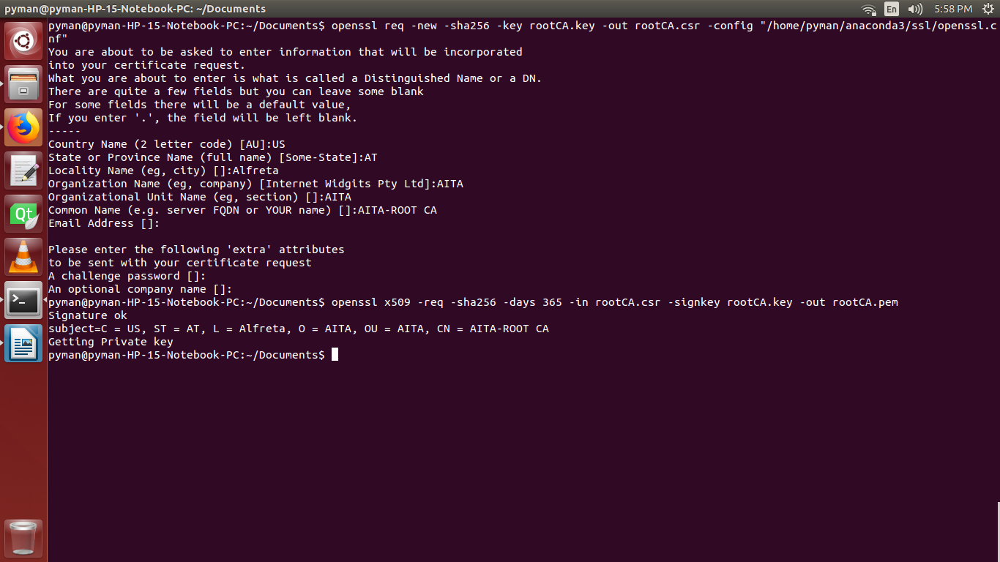 pyman@pyman-HP-15-Notebook-PC: ~/Documents
En
5:58 PM
pyman@pyman-HP-15-Notebook-PC:~/Documents$ openssl req -new -sha256 -key rootCA.key -out rootCA.csr -config "/home/pyman/anaconda3/ssl/openssl.c
nf"
You are about to be asked to enter information that will be incorporated
into your certificate request.
What you are about to enter is what is called a Distinguished Name or a DN.
There are quite a few fields but you can leave some blank
For some fields there will be a default value,
If you enter '.', the field will be left blank.
-----
Country Name (2 letter code) [AU]:US
State or Province Name (full name) [Some-State]:AT
Locality Name (eg, city) []:Alfreta
Organization Name (eg, company) [Internet Widgits Pty Ltd]:AITA
Organizational Unit Name (eg, section) []:AITA
Common Name (e.g. server FQDN or YOUR name) []:AITA-ROOT CA
Email Address []:

Please enter the following 'extra' attributes
to be sent with your certificate request
A challenge password []:
An optional company name []:
pyman@pyman-HP-15-Notebook-PC:~/Documents$ openssl x509 -req -sha256 -days 365 -in rootCA.csr -signkey rootCA.key -out rootCA.pem
Signature ok
subject=C = US, ST = AT, L = Alfreta, O = AITA, OU = AITA, CN = AITA-ROOT CA
Getting Private key
pyman@pyman-HP-15-Notebook-PC:~/Documents$
Qt
>_